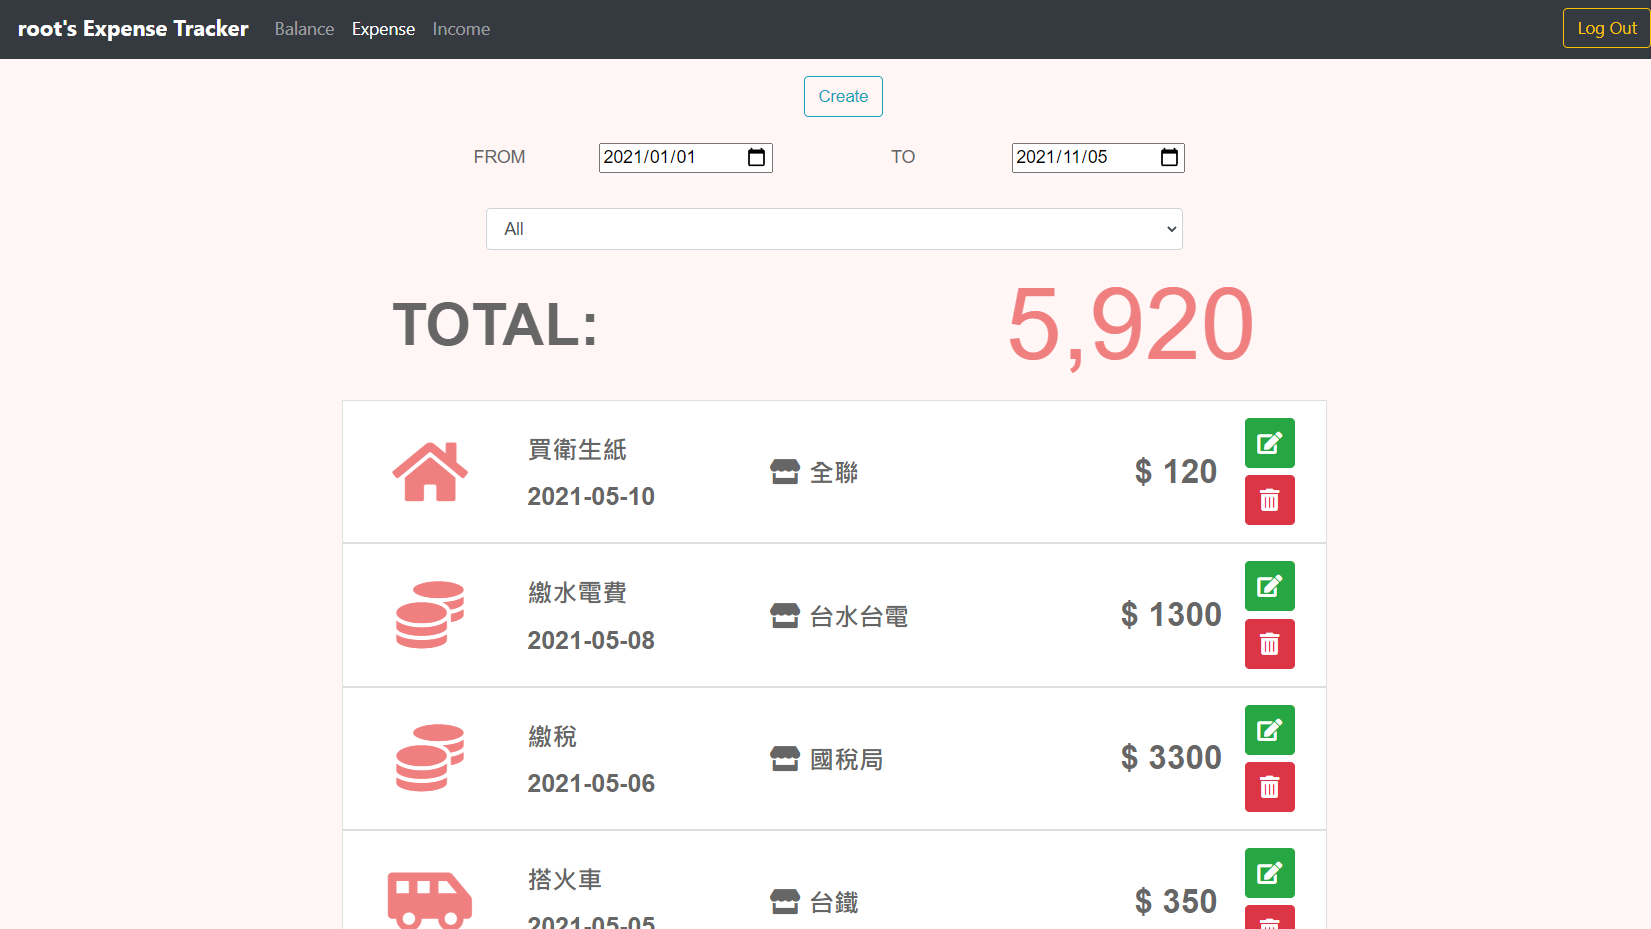 root's Expense Tracker Balance Expense Income Log Out
Create
FROM 2021/01/01 TO 2021/11/05
All
TOTAL: 5,920
買衛生紙
2021-05-10
全聯
$ 120
繳水電費
2021-05-08
台水台電
$ 1300
繳稅
2021-05-06
國稅局
$ 3300
搭火車
2021-05-05
台鐵
$ 350